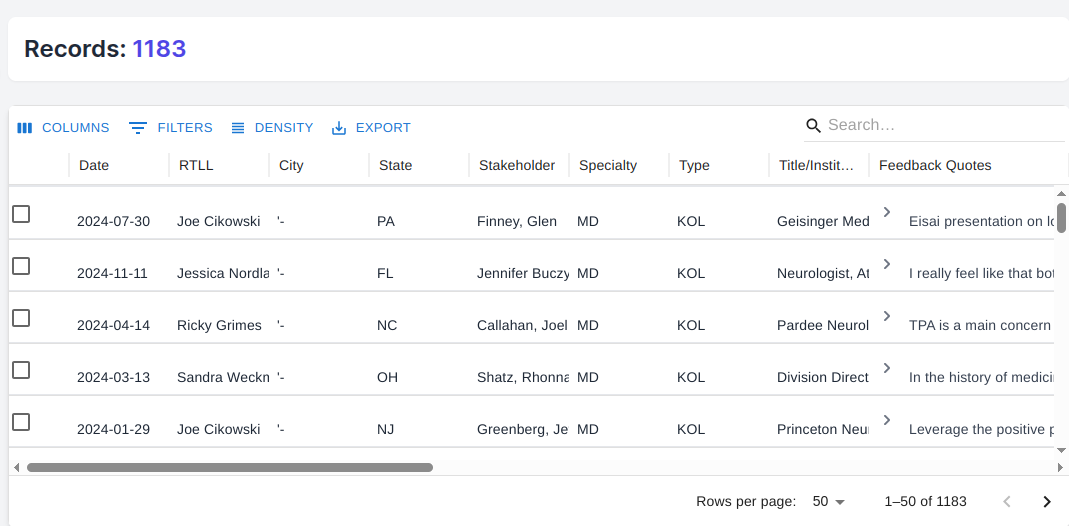 Records: 1183
COLUMNS FILTERS DENSITY EXPORT Search…
Date RTLL City State Stakeholder Specialty Type Title/Instit… Feedback Quotes
2024-07-30 Joe Cikowski '- PA Finney, Glen MD KOL Geisinger Med Eisai presentation on lo
2024-11-11 Jessica Nordla '- FL Jennifer Buczy MD KOL Neurologist, At I really feel like that bot
2024-04-14 Ricky Grimes '- NC Callahan, Joel MD KOL Pardee Neurol TPA is a main concern
2024-03-13 Sandra Weckn '- OH Shatz, Rhonna MD KOL Division Direct In the history of medici
2024-01-29 Joe Cikowski '- NJ Greenberg, Je MD KOL Princeton Neu Leverage the positive p
Rows per page: 50 1–50 of 1183